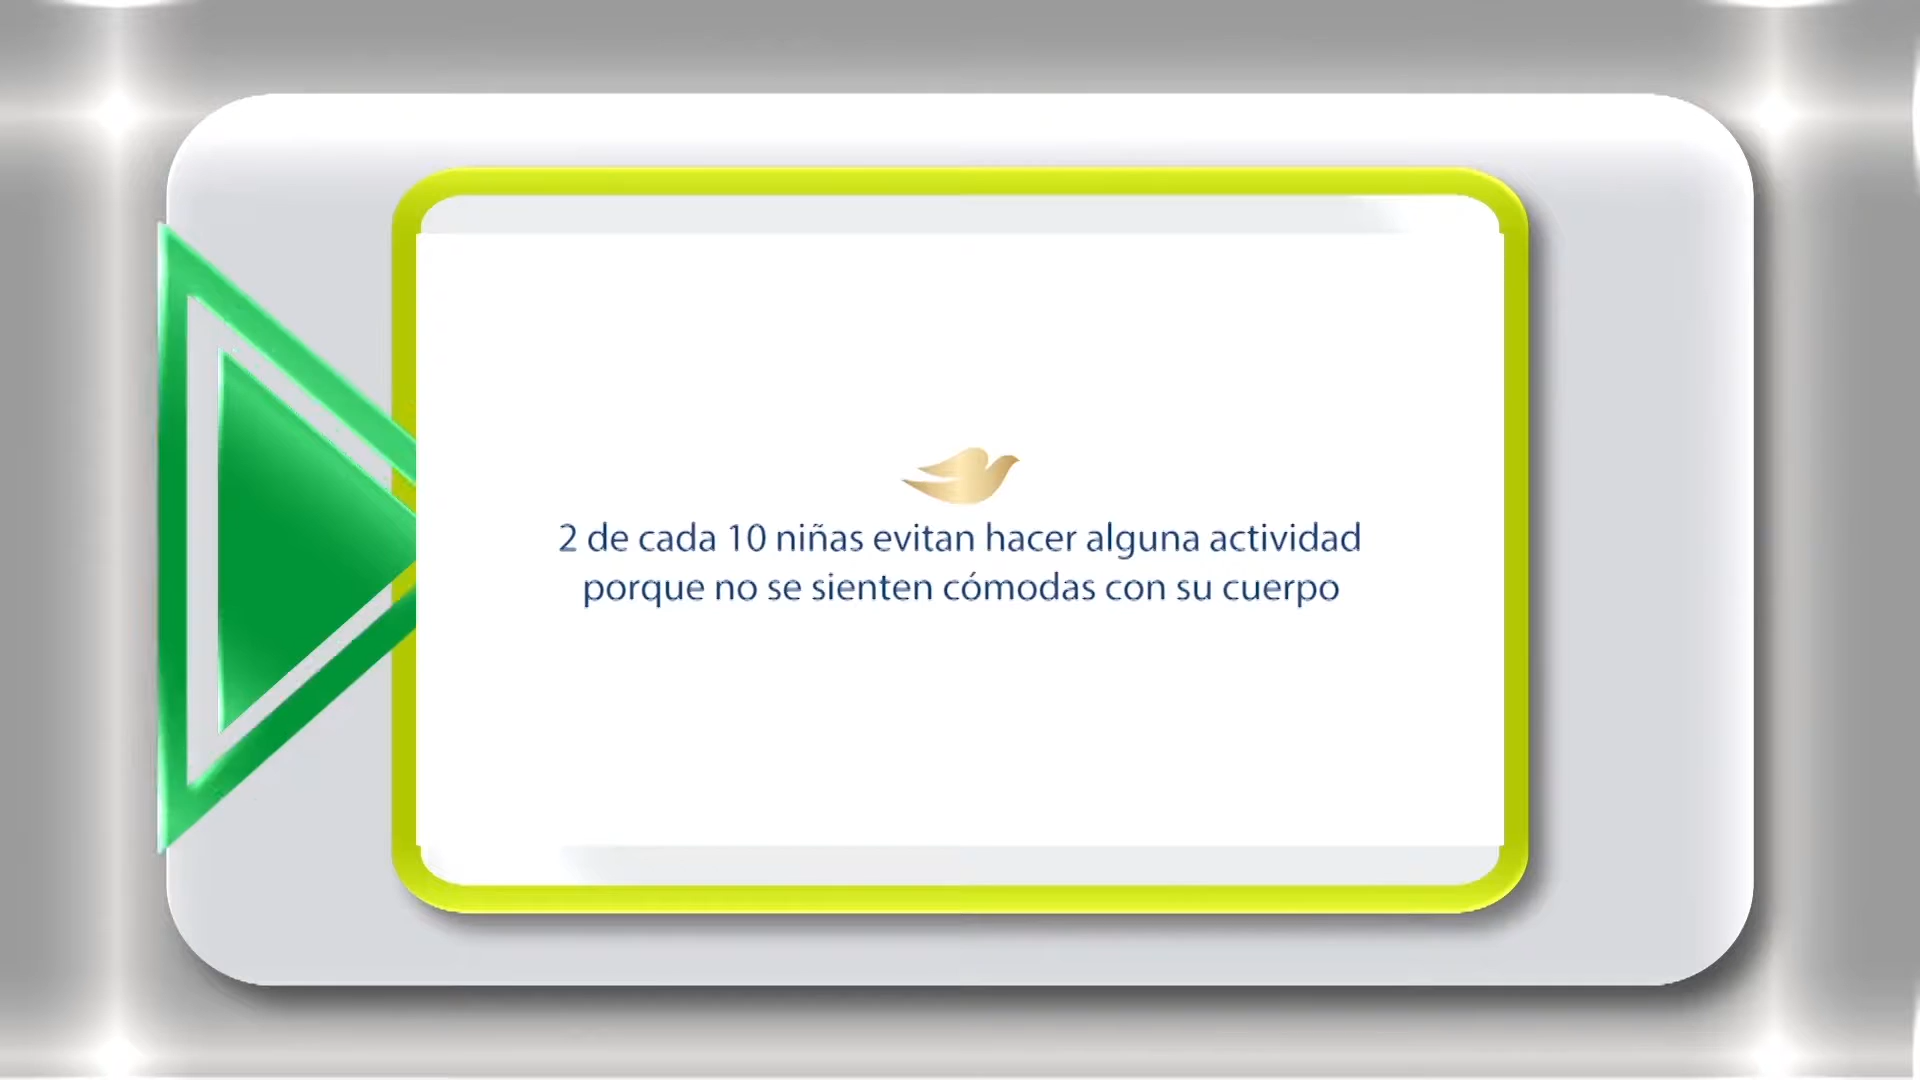 2 de cada 10 niñas evitan hacer alguna actividad
porque no se sienten cómodas con su cuerpo